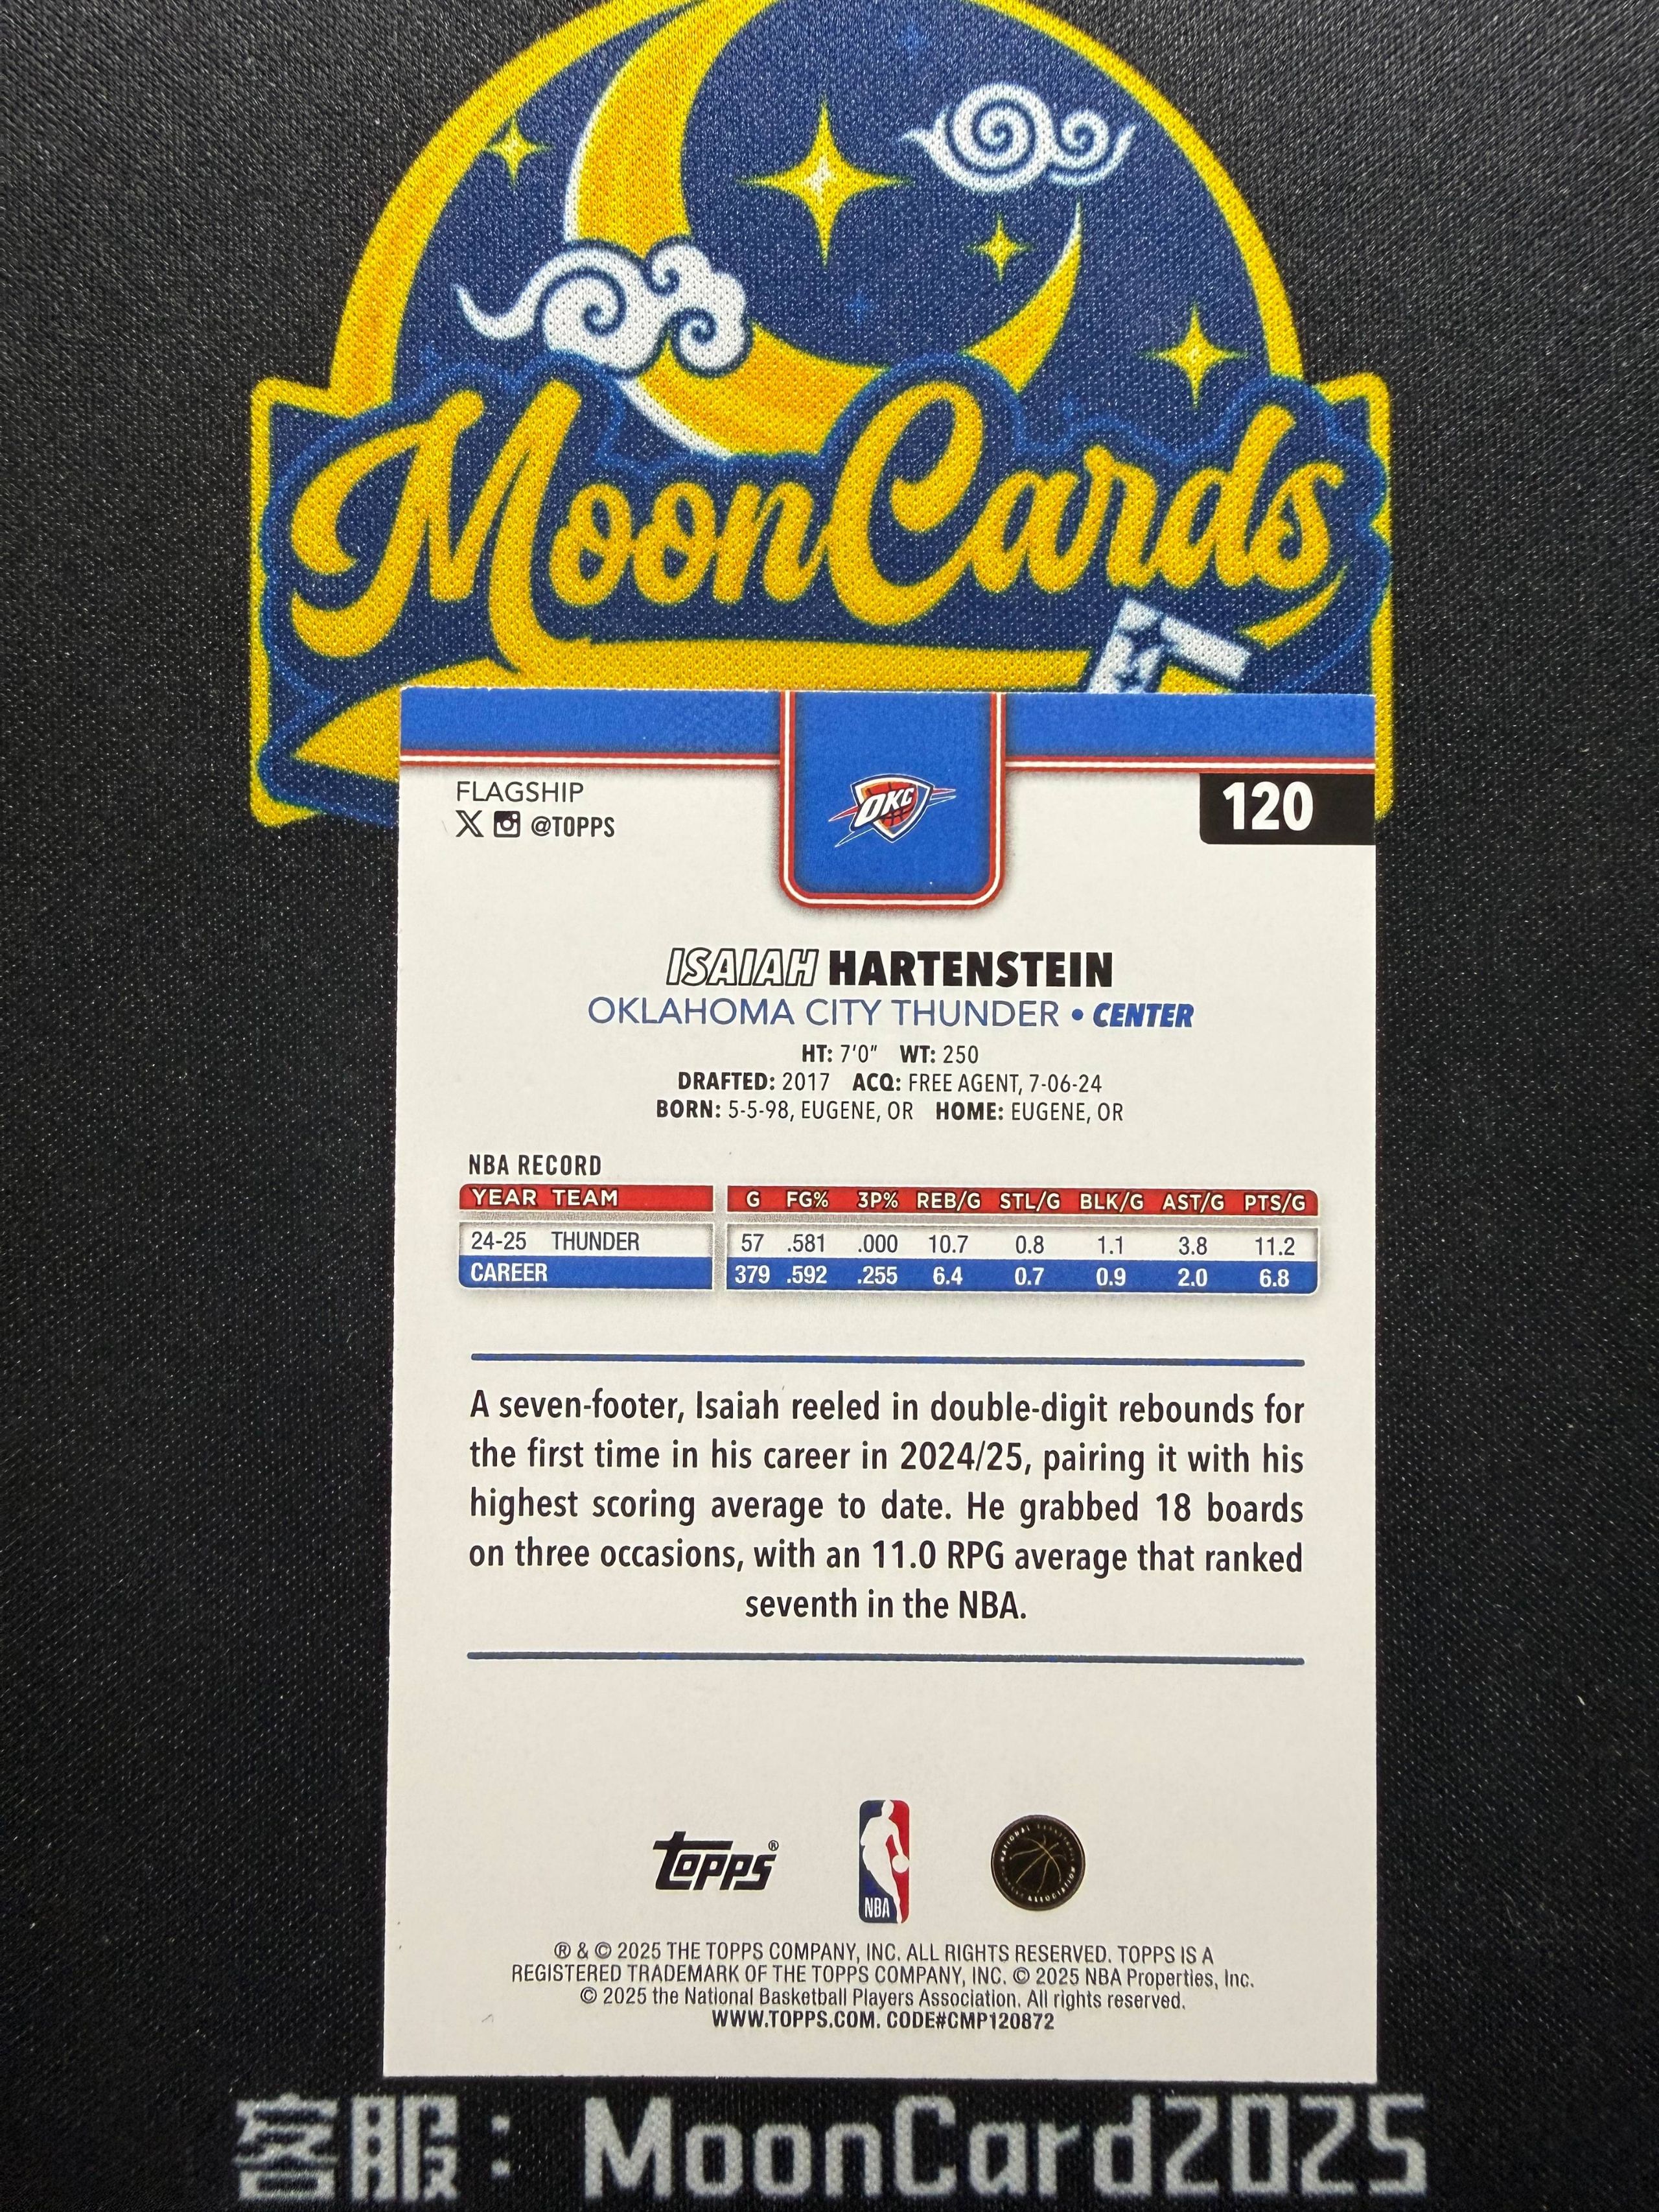 MoonCards
FLAGSHIP
120
X @TOPPS
OKC
ISAIAH HARTENSTEIN
OKLAHOMA CITY THUNDER • CENTER
HT: 7'0" WT: 250
DRAFTED: 2017 ACQ: FREE AGENT, 7-06-24
BORN: 5-5-98, EUGENE, OR HOME: EUGENE, OR
NBA RECORD
YEAR TEAM G FG% 3P% REB/G STL/G BLK/G AST/G PTS/G
24-25 THUNDER 57 .581 .000 10.7 0.8 1.1 3.8 11.2
CAREER 379 .592 .255 6.4 0.7 0.9 2.0 6.8
A seven-footer, Isaiah reeled in double-digit rebounds for
the first time in his career in 2024/25, pairing it with his
highest scoring average to date. He grabbed 18 boards
on three occasions, with an 11.0 RPG average that ranked
seventh in the NBA.
topps®
NBA
NATIONAL BASKETBALL PLAYERS ASSOCIATION
® & © 2025 THE TOPPS COMPANY, INC. ALL RIGHTS RESERVED. TOPPS IS A
REGISTERED TRADEMARK OF THE TOPPS COMPANY, INC. © 2025 NBA Properties, Inc.
© 2025 the National Basketball Players Association. All rights reserved.
WWW.TOPPS.COM. CODE#CMP120872
客服：MoonCard2025